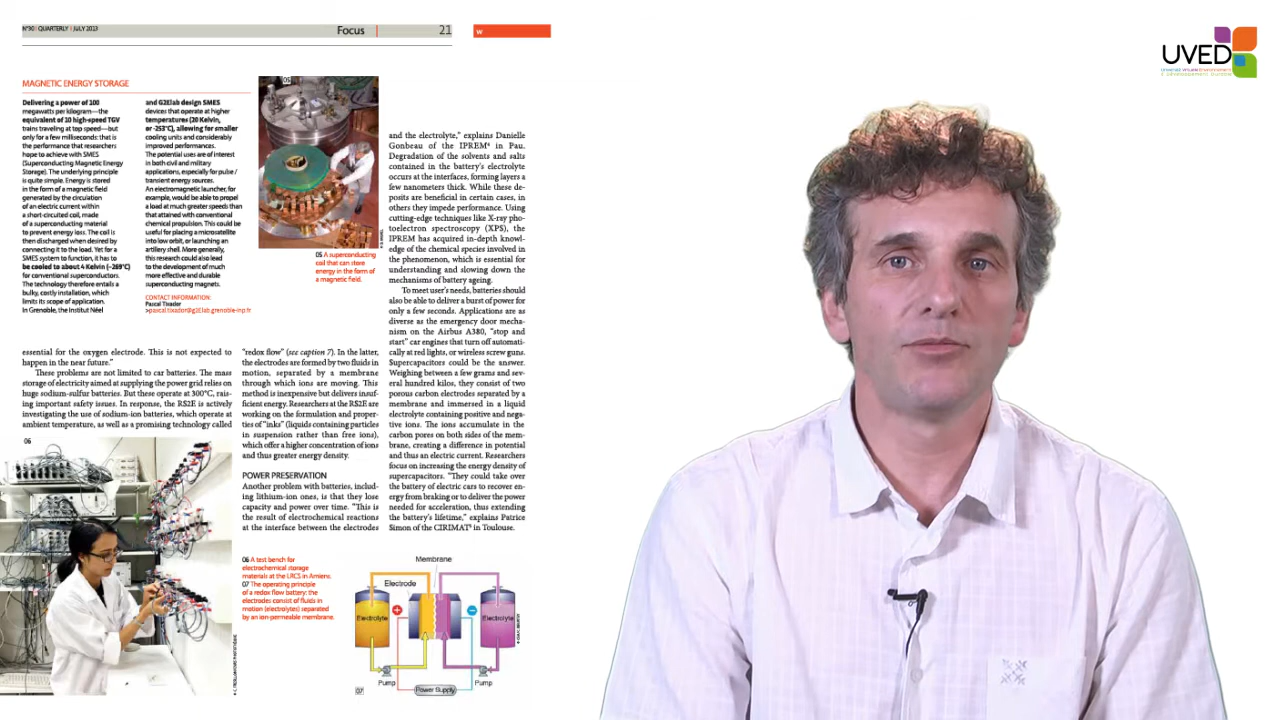 N°30 | QUARTERLY | JULY 2013
Focus
21
w
UVED
MAGNETIC ENERGY STORAGE
Delivering a power of 100
megawatts per kilogram—the
equivalent of 10 high-speed TGV
trains traveling at top speed—but
only for a few milliseconds: that is
the performance that researchers
hope to achieve with SMES
(Superconducting Magnetic Energy
Storage). The underlying principle
is quite simple. Energy is stored
in the form of a magnetic field
generated by the circulation
of an electric current within
a short-circuited coil, made
of a superconducting material
to prevent energy loss. The coil is
then discharged when desired by
connecting it to the load. Yet for a
SMES system to function, it has to
be cooled to about 4 Kelvin (–269°C)
for conventional superconductors.
The technology therefore entails a
bulky, costly installation, which
limits its scope of application.
In Grenoble, the Institut Néel
and G2Elab design SMES
devices that operate at higher
temperatures (20 Kelvin,
or -253°C), allowing for smaller
cooling units and considerably
improved performances.
The potential uses are of interest
in both civil and military
applications, especially for pulse /
transient energy sources.
An electromagnetic launcher, for
example, would be able to propel
a load at much greater speeds than
that attained with conventional
chemical propulsion. This could be
useful for placing a microsatellite
into low orbit, or launching an
artillery shell. More generally,
this research could also lead
to the development of much
more effective and durable
superconducting magnets.
CONTACT INFORMATION:
Pascal Tixador
>pascal.tixador@g2Elab.grenoble-inp.fr
05
05 A superconducting
coil that can store
energy in the form of
a magnetic field.
essential for the oxygen electrode. This is not expected to
happen in the near future."
These problems are not limited to car batteries. The mass
storage of electricity aimed at supplying the power grid relies on
huge sodium-sulfur batteries. But these operate at 300°C, rais-
ing important safety issues. In response, the RS2E is actively
investigating the use of sodium-ion batteries, which operate at
ambient temperature, as well as a promising technology called
"redox flow" (see caption 7). In the latter,
the electrodes are formed by two fluids in
motion, separated by a membrane
through which ions are moving. This
method is inexpensive but delivers insuf-
ficient energy. Researchers at the RS2E are
working on the formulation and proper-
ties of "inks" (liquids containing particles
in suspension rather than free ions),
which offer a higher concentration of ions
and thus greater energy density.
POWER PRESERVATION
Another problem with batteries, includ-
ing lithium-ion ones, is that they lose
capacity and power over time. "This is
the result of electrochemical reactions
at the interface between the electrodes
and the electrolyte," explains Danielle
Gonbeau of the IPREM⁴ in Pau.
Degradation of the solvents and salts
contained in the battery's electrolyte
occurs at the interfaces, forming layers a
few nanometers thick. While these de-
posits are beneficial in certain cases, in
others they impede performance. Using
cutting-edge techniques like X-ray pho-
toelectron spectroscopy (XPS), the
IPREM has acquired in-depth knowl-
edge of the chemical species involved in
the phenomenon, which is essential for
understanding and slowing down the
mechanisms of battery ageing.
To meet user's needs, batteries should
also be able to deliver a burst of power for
only a few seconds. Applications are as
diverse as the emergency door mecha-
nism on the Airbus A380, "stop and
start" car engines that turn off automati-
cally at red lights, or wireless screw guns.
Supercapacitors could be the answer.
Weighing between a few grams and sev-
eral hundred kilos, they consist of two
porous carbon electrodes separated by a
membrane and immersed in a liquid
electrolyte containing positive and nega-
tive ions. The ions accumulate in the
carbon pores on both sides of the mem-
brane, creating a difference in potential
and thus an electric current. Researchers
focus on increasing the energy density of
supercapacitors. "They could take over
the battery of electric cars to recover en-
ergy from braking or to deliver the power
needed for acceleration, thus extending
the battery's lifetime," explains Patrice
Simon of the CIRIMAT⁵ in Toulouse.
06
06 A test bench for
electrochemical storage
materials at the LRCS in Amiens.
07 The operating principle
of a redox flow battery: the
electrodes consist of fluids in
motion (electrolytes) separated
by an ion-permeable membrane.
Membrane
Electrode
+
−
Electrolyte
Electrolyte
Pump
Pump
Power Supply
07